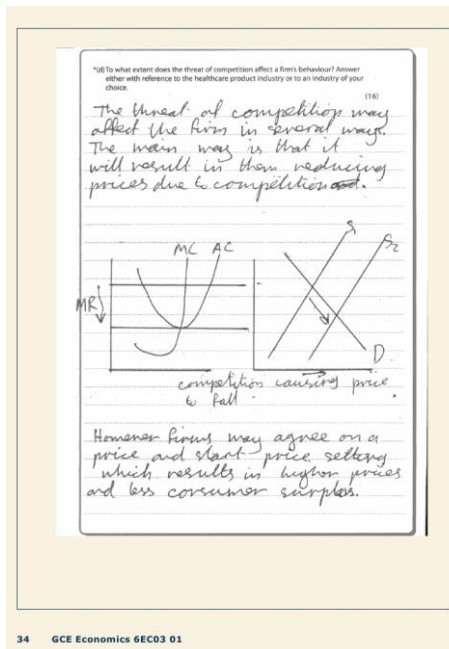 *(d) To what extent does the threat of competition affect a firm's behaviour? Answer
either with reference to the healthcare product industry or to an industry of your
choice.
(16)
The threat of competition may
affect the firm in several ways.
The main way is that it
will result in them reducing
prices due to competition
S1
S2
MC AC
MR
D
competition causing price
to fall.
However firms may agree on a
price and start price setting
which results in higher prices
and less consumer surplus.
34 GCE Economics 6EC03 01